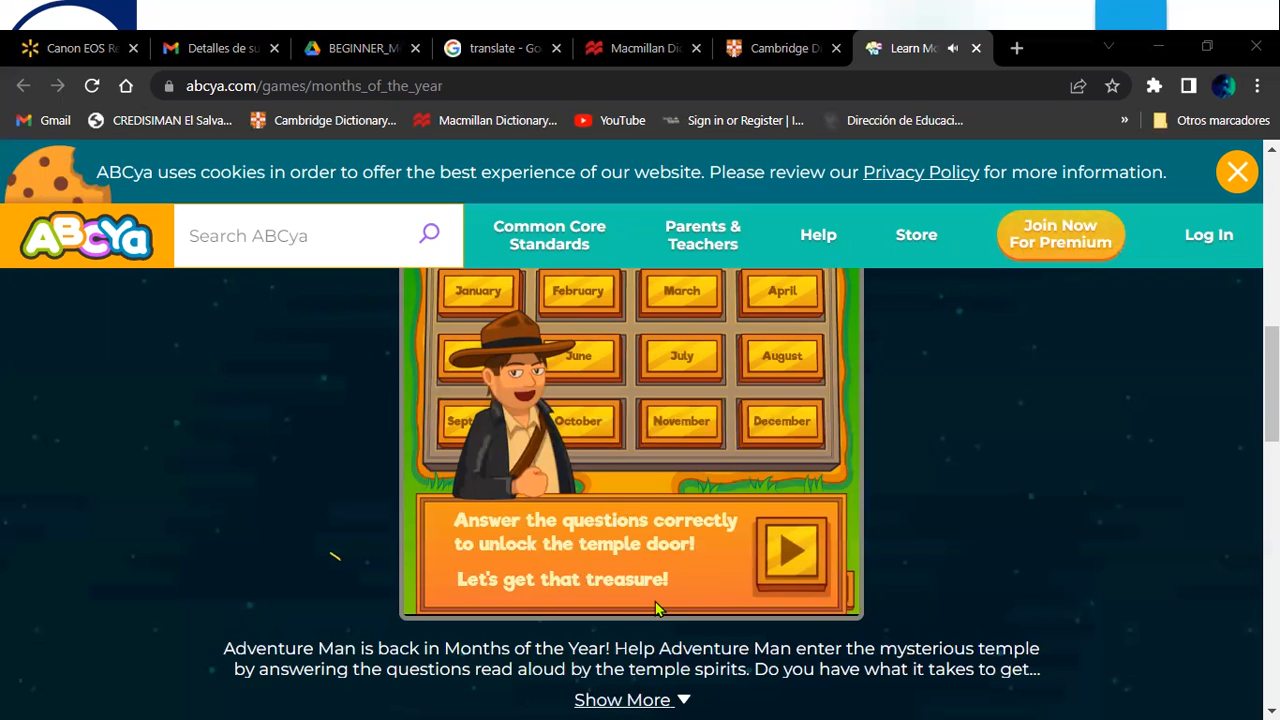 Canon EOS Re
Detalles de su
BEGINNER_M
translate - Go
Macmillan Dic
Cambridge D
Learn Mo
abcya.com/games/months_of_the_year
Gmail
CREDISIMAN El Salva...
Cambridge Dictionary...
Macmillan Dictionary...
YouTube
Sign in or Register | I...
Dirección de Educaci...
»
Otros marcadores
ABCya uses cookies in order to offer the best experience of our website. Please review our Privacy Policy for more information.
ABCYa
Search ABCya
Common Core
Standards
Parents &
Teachers
Help
Store
Join Now
For Premium
Log In
January
February
March
April
June
July
August
Sept
October
November
December
Answer the questions correctly
to unlock the temple door!
Let's get that treasure!
Adventure Man is back in Months of the Year! Help Adventure Man enter the mysterious temple
by answering the questions read aloud by the temple spirits. Do you have what it takes to get...
Show More